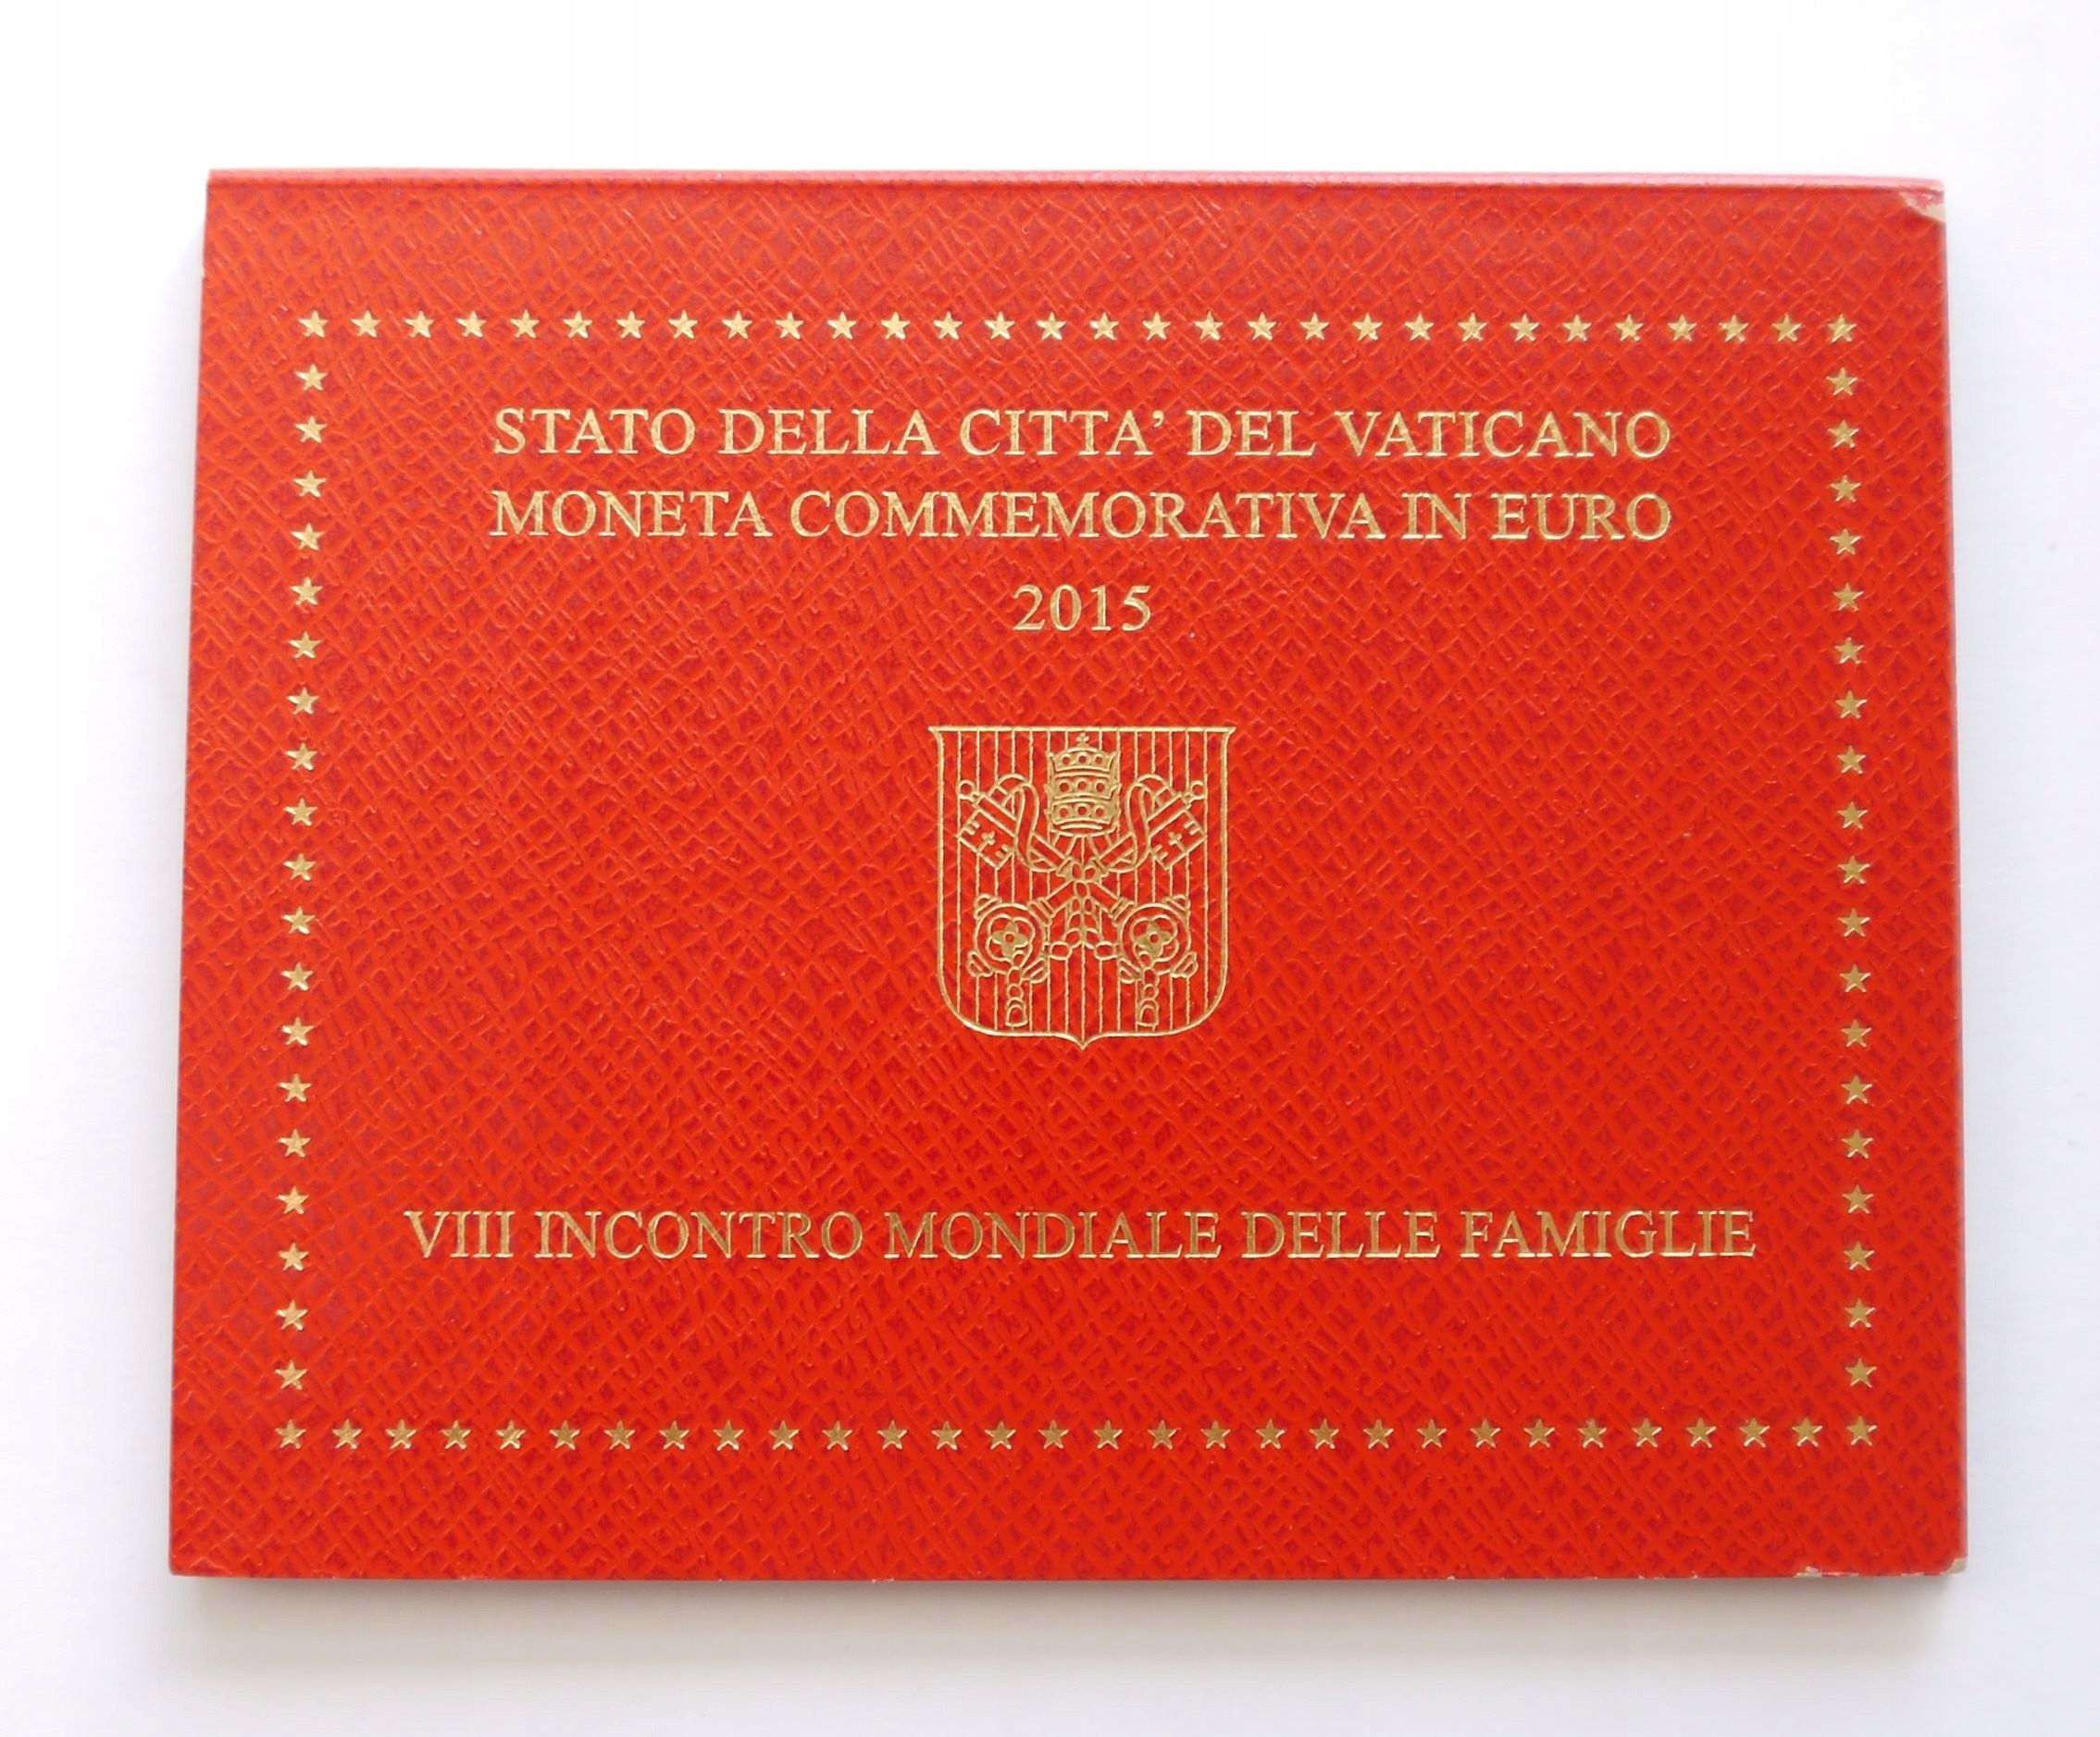 STATO DELLA CITTA’ DEL VATICANO
MONETA COMMEMORATIVA IN EURO
2015
VIII INCONTRO MONDIALE DELLE FAMIGLIE